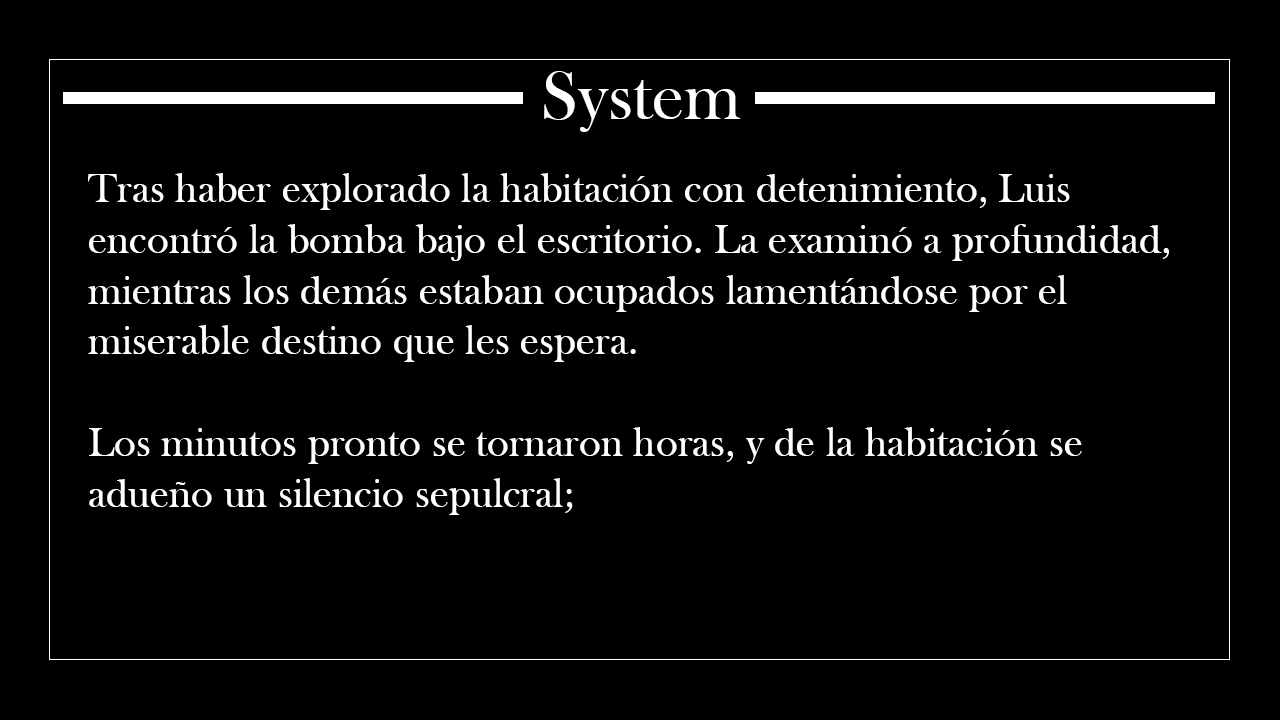 System
Tras haber explorado la habitación con detenimiento, Luis
encontró la bomba bajo el escritorio. La examinó a profundidad,
mientras los demás estaban ocupados lamentándose por el
miserable destino que les espera.
Los minutos pronto se tornaron horas, y de la habitación se
adueño un silencio sepulcral;